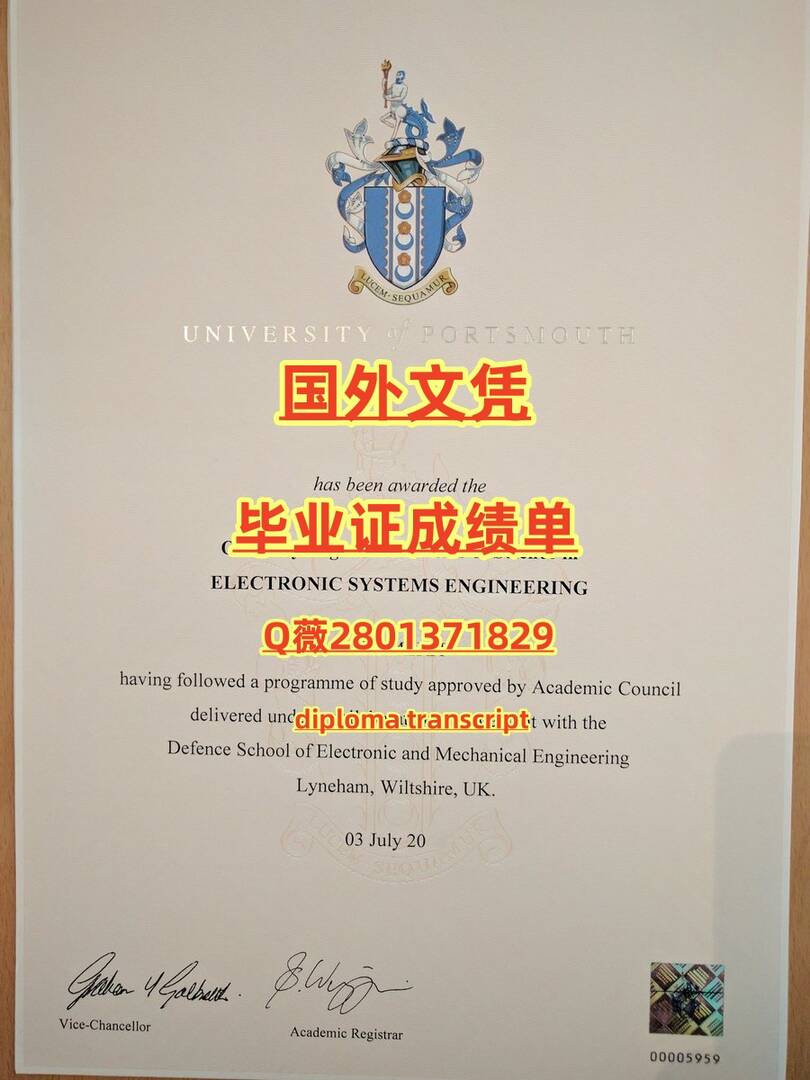 LUCEM·SEQUAMUR
UNIVERSITY of PORTSMOUTH
国外文凭
has been awarded the
毕业证成绩单
in
ELECTRONIC SYSTEMS ENGINEERING
Q薇2801371829
having followed a programme of study approved by Academic Council
delivered
diploma transcript
with the
Defence School of Electronic and Mechanical Engineering
Lyneham, Wiltshire, UK.
03 July 20
LUCEM SEQUAMUR
Vice-Chancellor
Academic Registrar
00005959